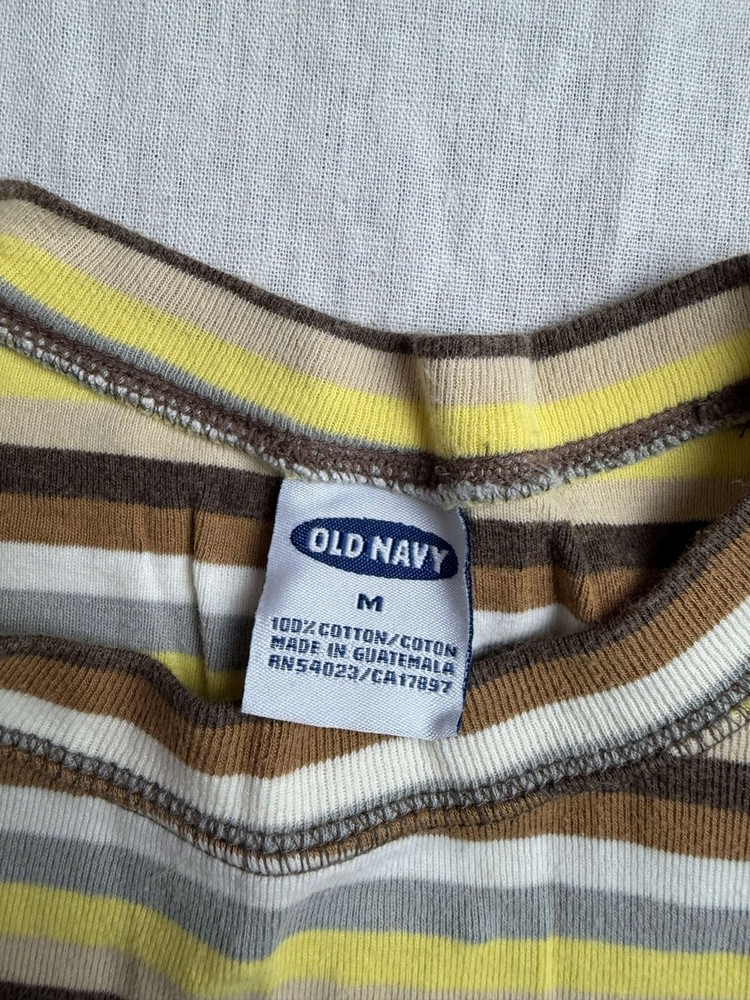 OLD NAVY
M
100% COTTON/COTON
MADE IN GUATEMALA
RN54023/CA17897